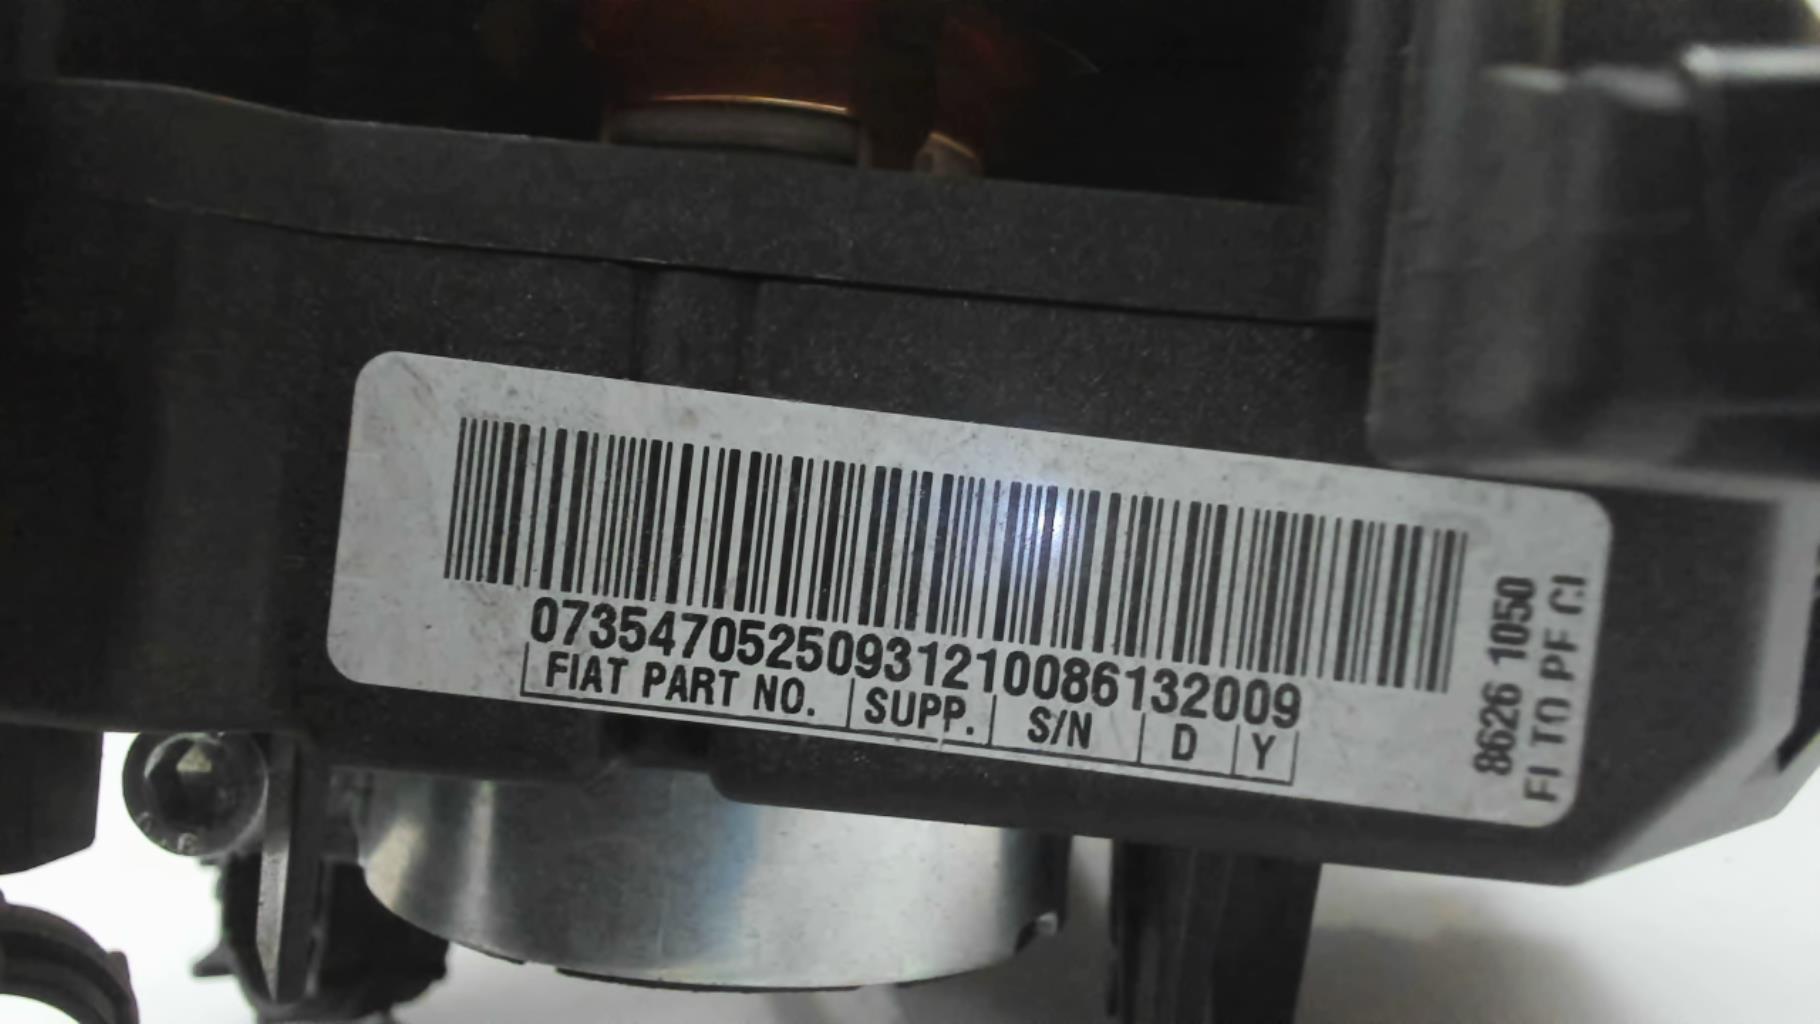 07354705250931210086132009
FIAT PART NO. SUPP. S/N D Y
8626 1050
FI TO PF CI